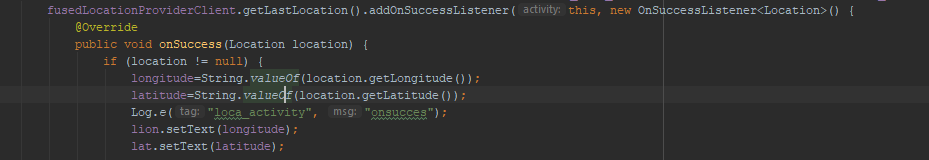 fusedLocationProviderClient.getLastLocation().addOnSuccessListener( activity: this, new OnSuccessListener<Location>() {
@Override
public void onSuccess(Location location) {
if (location != null) {
longitude=String.valueOf(location.getLongitude());
latitude=String.valueOf(location.getLatitude());
Log.e( tag: "loca_activity", msg: "onsucces");
lion.setText(longitude);
lat.setText(latitude);